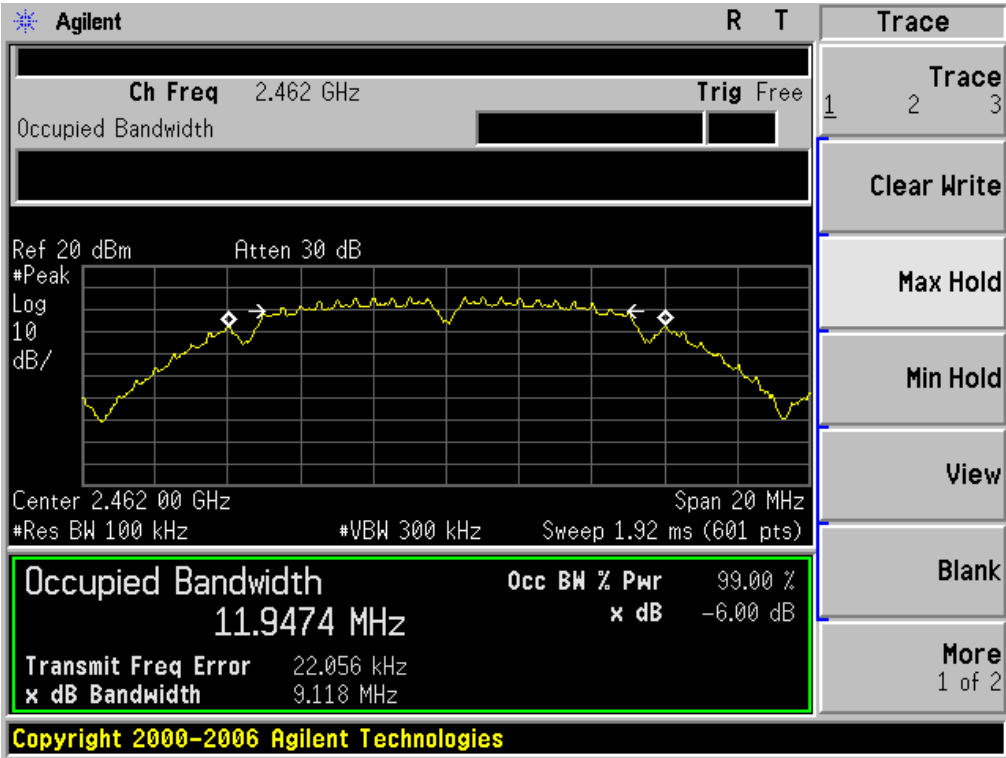 Agilent R T Trace
Ch Freq 2.462 GHz Trig Free
Occupied Bandwidth
Trace
1 2 3
Clear Write
Max Hold
Min Hold
View
Blank
More
1 of 2
Ref 20 dBm Atten 30 dB
#Peak
Log
10
dB/
Center 2.462 00 GHz Span 20 MHz
#Res BW 100 kHz #VBW 300 kHz Sweep 1.92 ms (601 pts)
Occupied Bandwidth Occ BW % Pwr 99.00 %
11.9474 MHz x dB -6.00 dB
Transmit Freq Error 22.056 kHz
x dB Bandwidth 9.118 MHz
Copyright 2000-2006 Agilent Technologies